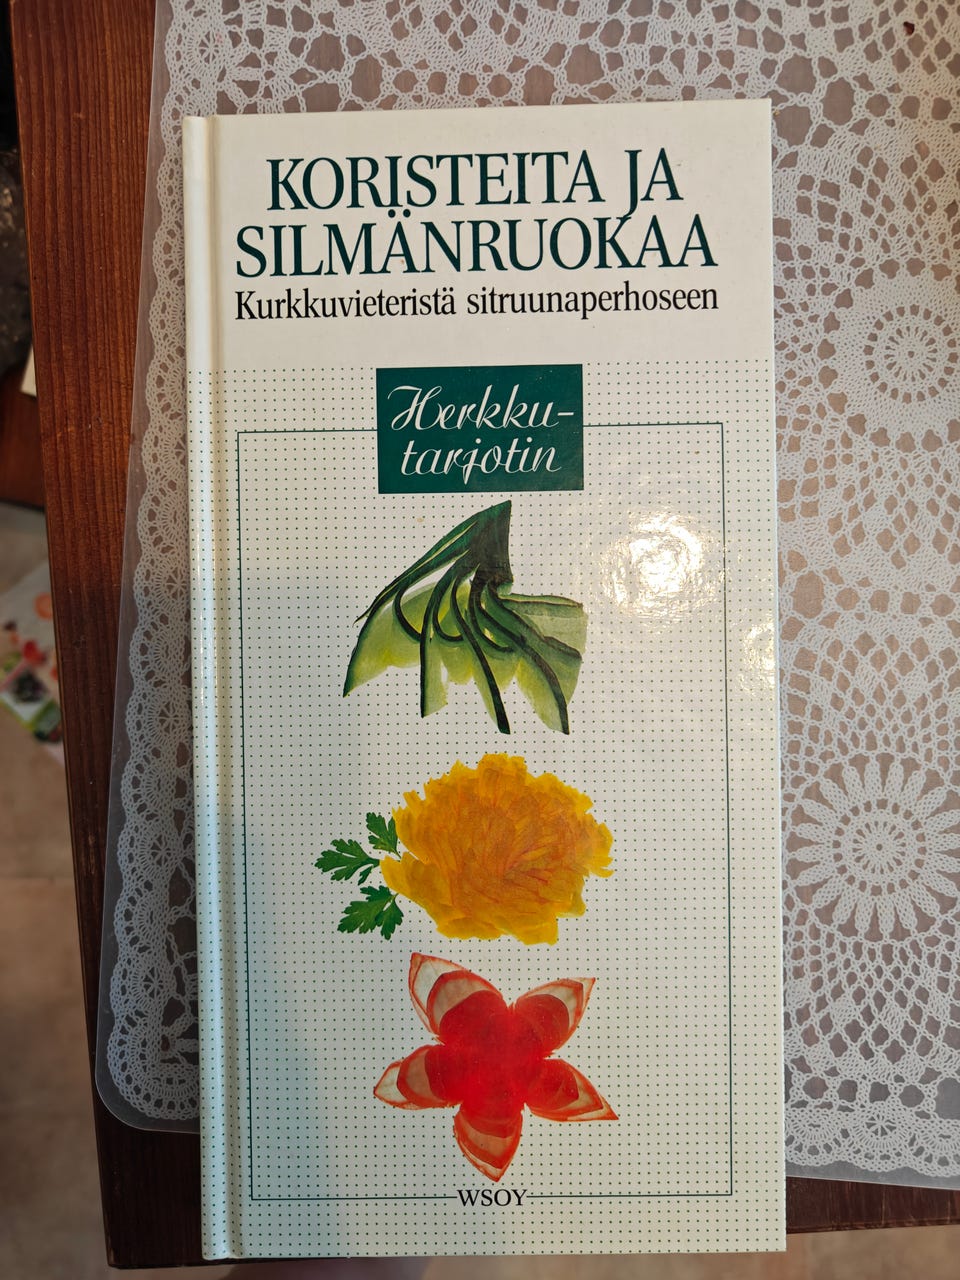 KORISTEITA JA
SILMÄNRUOKAA
Kurkkuvieteristä sitruunaperhoseen
Herkku-
tarjotin
WSOY